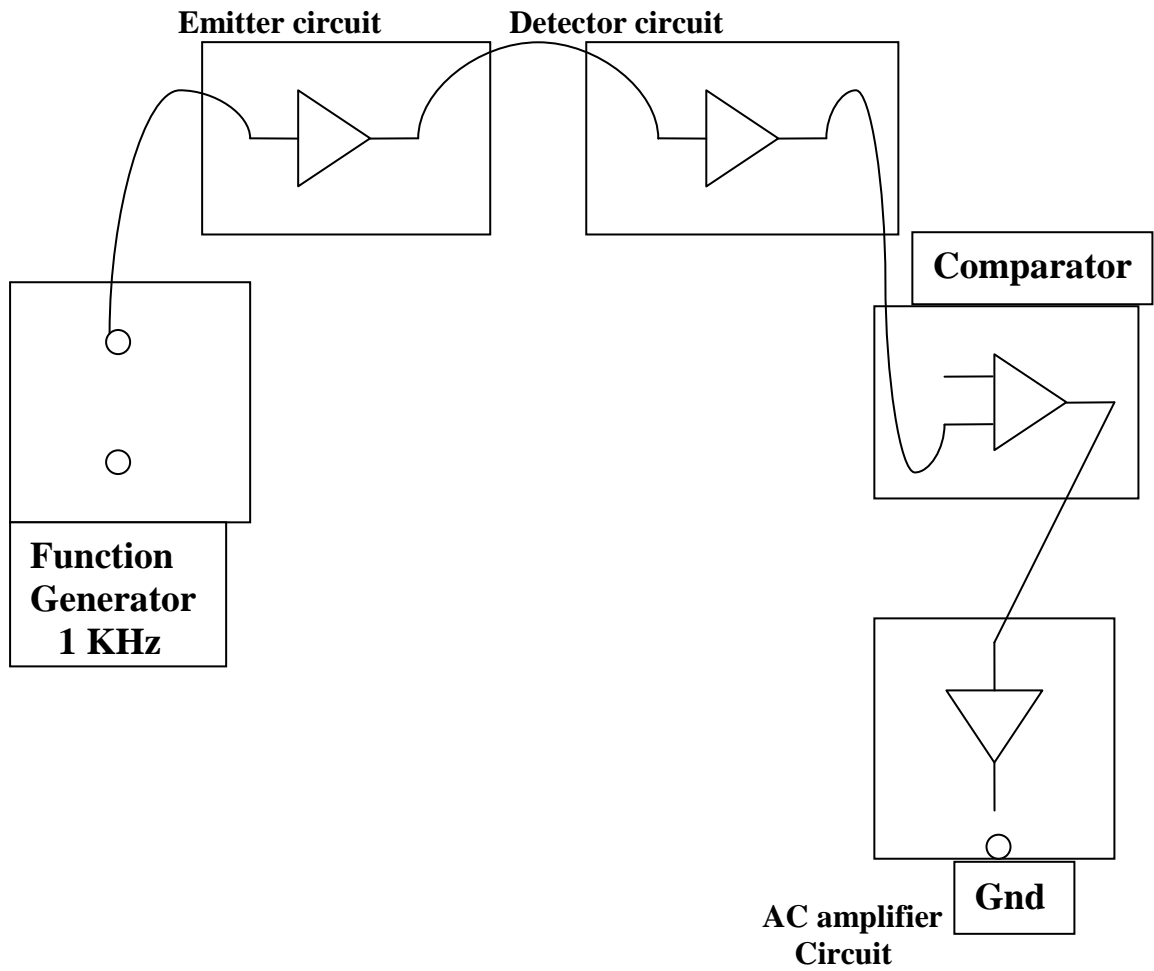 Emitter circuit
Detector circuit
Comparator
Function
Generator
1 KHz
Gnd
AC amplifier
Circuit